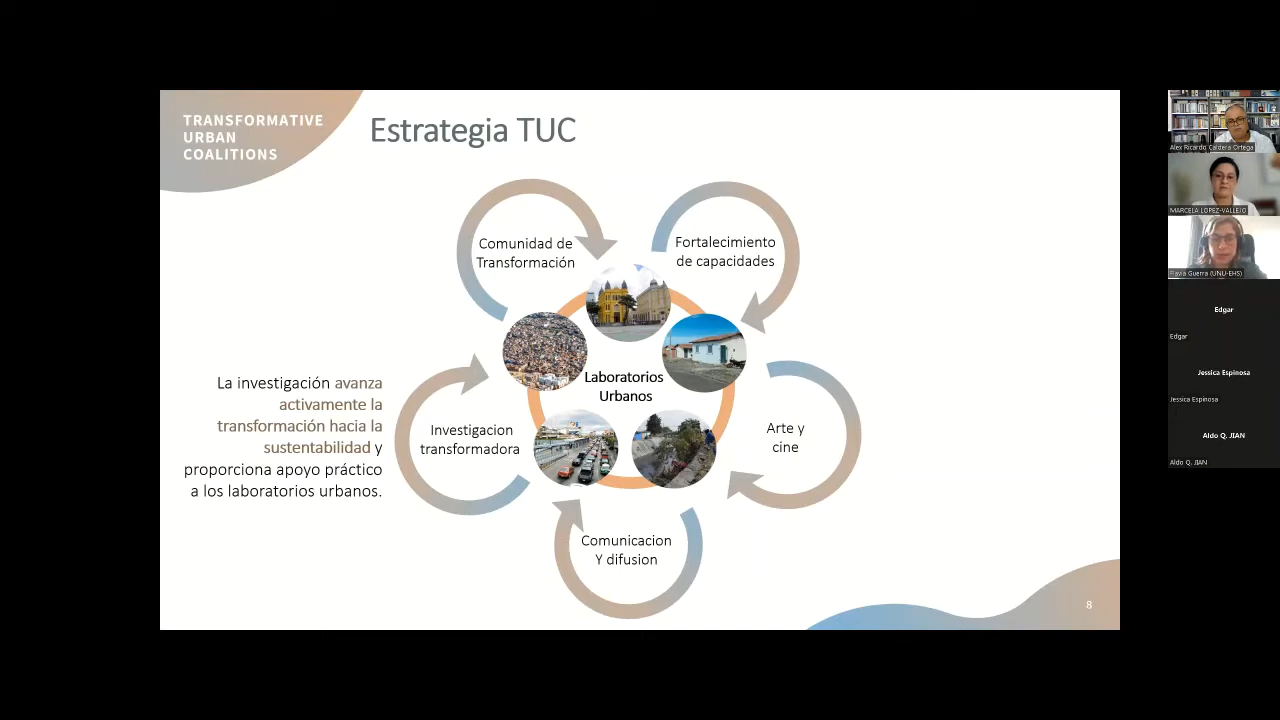 TRANSFORMATIVE
URBAN
COALITIONS
Estrategia TUC
Comunidad de
Transformación
Fortalecimiento
de capacidades
Laboratorios
Urbanos
La investigación avanza
activamente la
transformación hacia la
sustentabilidad y
proporciona apoyo práctico
a los laboratorios urbanos.
Investigacion
transformadora
Arte y
cine
Comunicacion
Y difusion
8
Alex Ricardo Caldera Ortega
MARCELA LOPEZ-VALLEJO
Flavia Guerra (UNU-EHS)
Edgar
Edgar
Jessica Espinosa
Jessica Espinosa
Aldo Q. JIAN
Aldo Q. JIAN